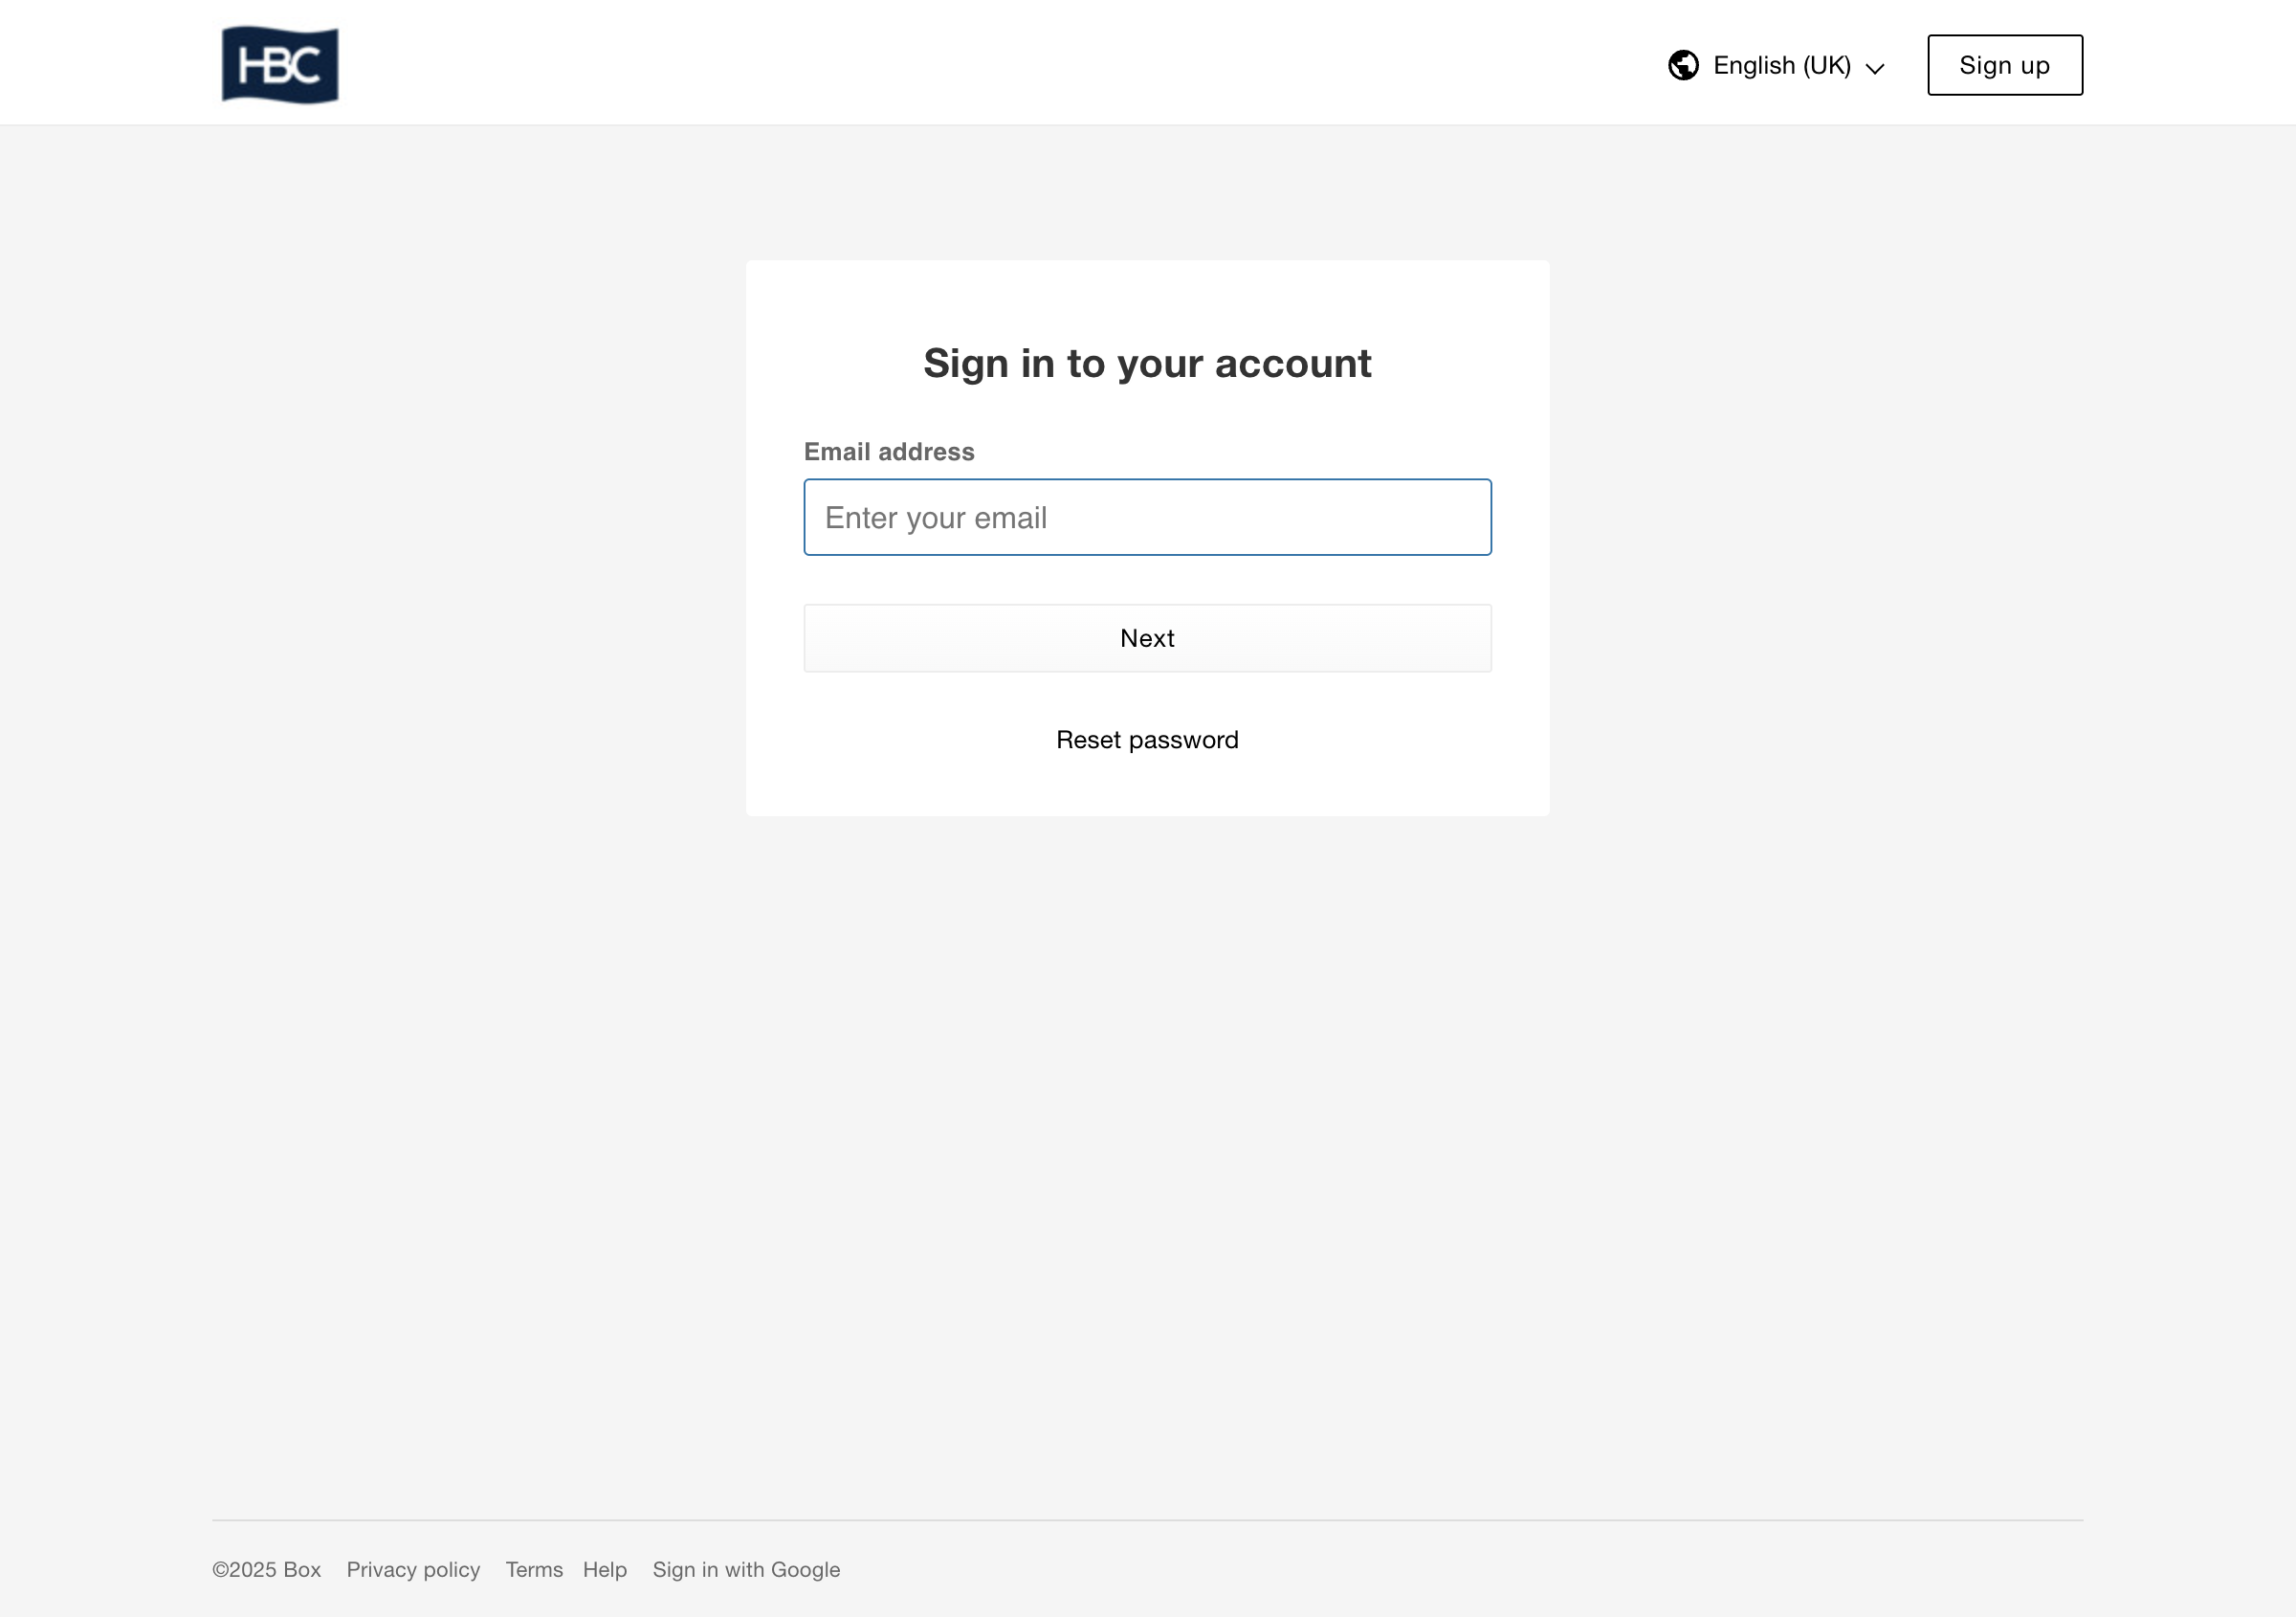 HBC
English (UK)
Sign up
Sign in to your account
Email address
Enter your email
Next
Reset password
©2025 Box Privacy policy Terms Help Sign in with Google